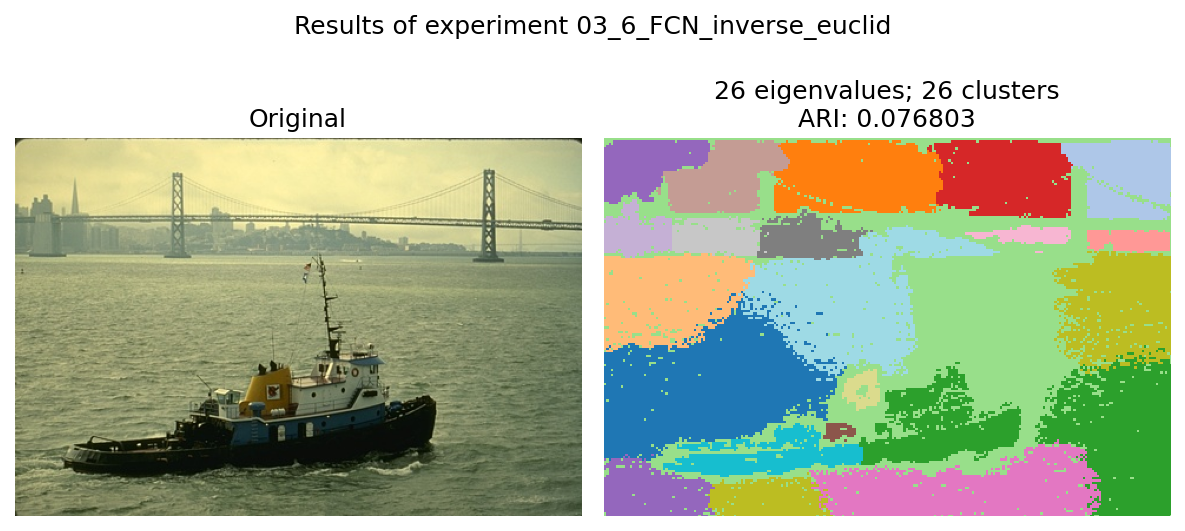 Results of experiment 03_6_FCN_inverse_euclid
Original
26 eigenvalues; 26 clusters
ARI: 0.076803